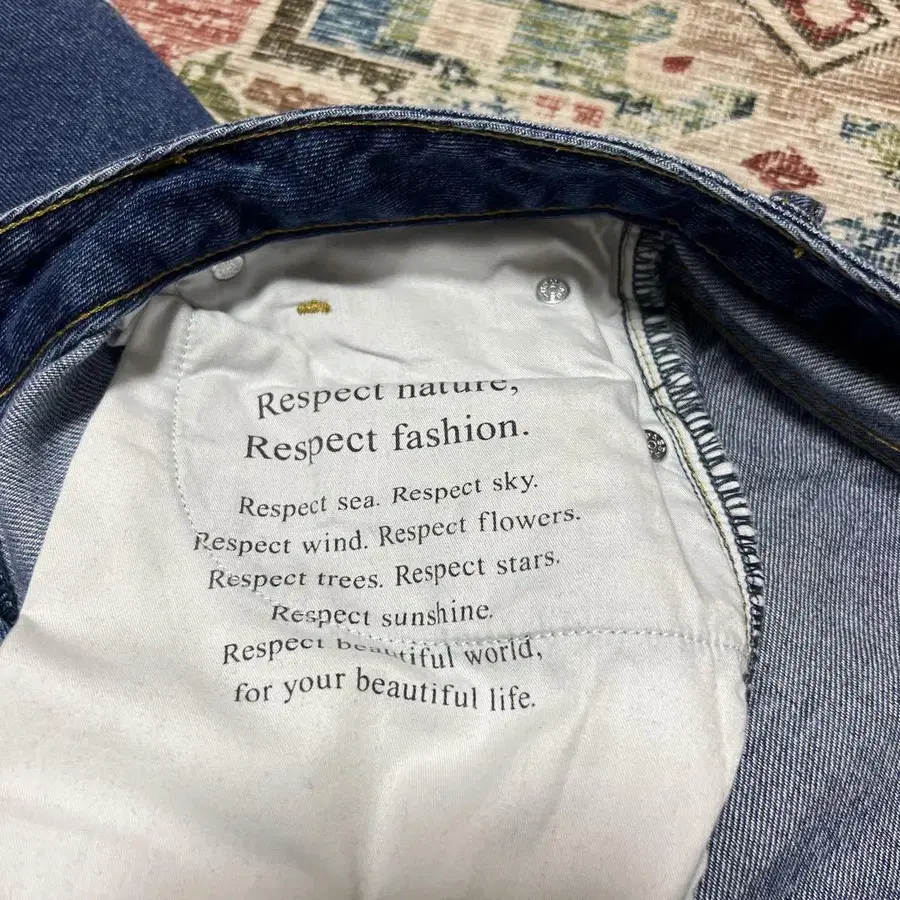 Respect nature,
Respect fashion.
Respect sea. Respect sky.
Respect wind. Respect flowers.
Respect trees. Respect stars.
Respect sunshine.
Respect beautiful world,
for your beautiful life.